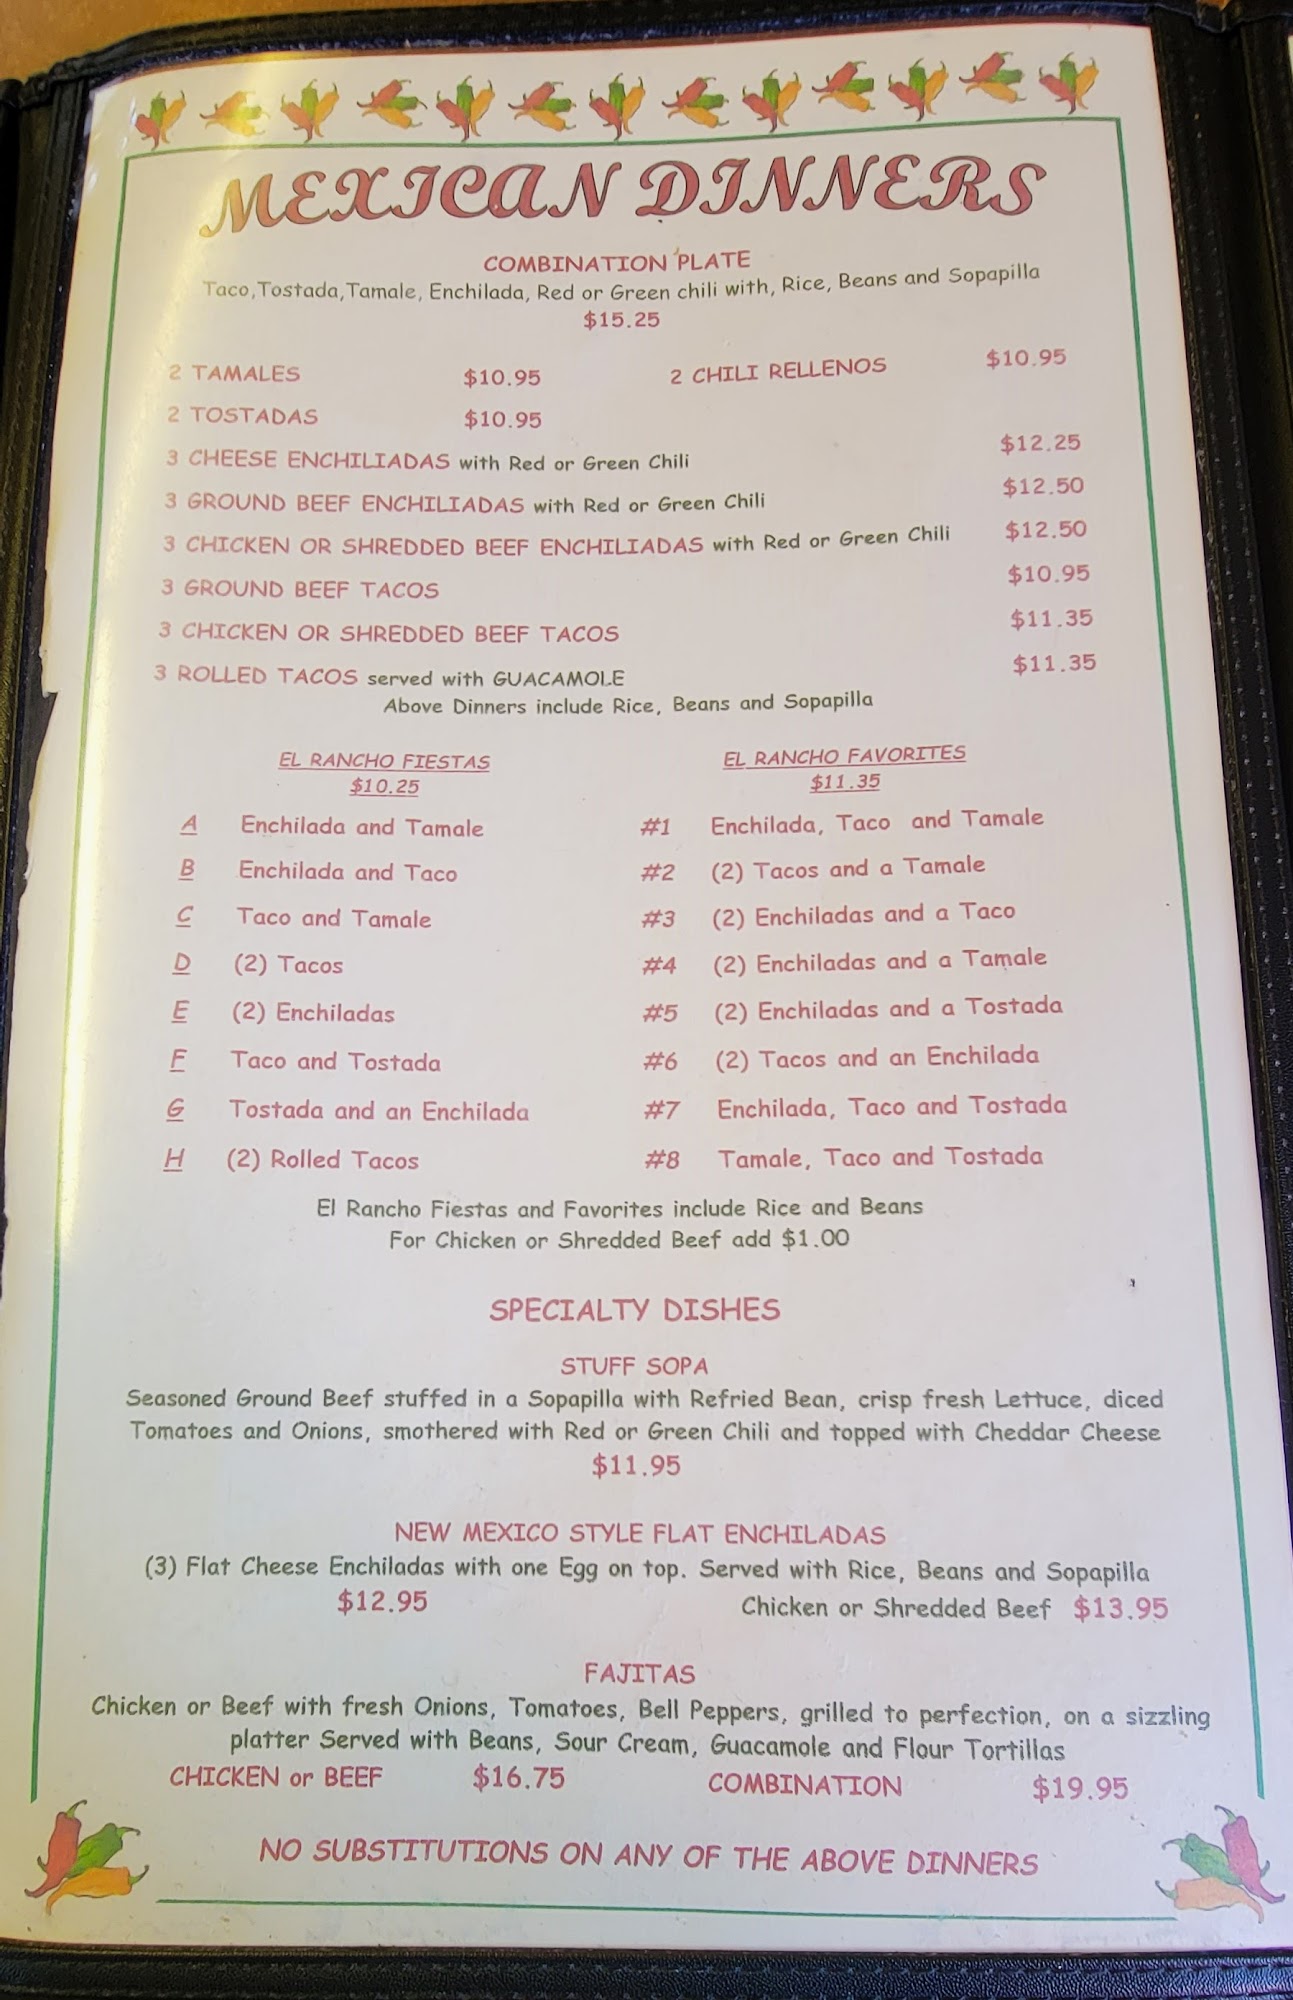 MEXICAN DINNERS
COMBINATION PLATE
Taco,Tostada,Tamale, Enchilada, Red or Green chili with, Rice, Beans and Sopapilla
$15.25
2 TAMALES $10.95 2 CHILI RELLENOS $10.95
2 TOSTADAS $10.95
3 CHEESE ENCHILIADAS with Red or Green Chili $12.25
3 GROUND BEEF ENCHILIADAS with Red or Green Chili $12.50
3 CHICKEN OR SHREDDED BEEF ENCHILIADAS with Red or Green Chili $12.50
3 GROUND BEEF TACOS $10.95
3 CHICKEN OR SHREDDED BEEF TACOS $11.35
3 ROLLED TACOS served with GUACAMOLE $11.35
Above Dinners include Rice, Beans and Sopapilla
EL RANCHO FIESTAS
$10.25
A Enchilada and Tamale
B Enchilada and Taco
C Taco and Tamale
D (2) Tacos
E (2) Enchiladas
F Taco and Tostada
G Tostada and an Enchilada
H (2) Rolled Tacos
EL RANCHO FAVORITES
$11.35
#1 Enchilada, Taco and Tamale
#2 (2) Tacos and a Tamale
#3 (2) Enchiladas and a Taco
#4 (2) Enchiladas and a Tamale
#5 (2) Enchiladas and a Tostada
#6 (2) Tacos and an Enchilada
#7 Enchilada, Taco and Tostada
#8 Tamale, Taco and Tostada
El Rancho Fiestas and Favorites include Rice and Beans
For Chicken or Shredded Beef add $1.00
SPECIALTY DISHES
STUFF SOPA
Seasoned Ground Beef stuffed in a Sopapilla with Refried Bean, crisp fresh Lettuce, diced
Tomatoes and Onions, smothered with Red or Green Chili and topped with Cheddar Cheese
$11.95
NEW MEXICO STYLE FLAT ENCHILADAS
(3) Flat Cheese Enchiladas with one Egg on top. Served with Rice, Beans and Sopapilla
$12.95 Chicken or Shredded Beef $13.95
FAJITAS
Chicken or Beef with fresh Onions, Tomatoes, Bell Peppers, grilled to perfection, on a sizzling
platter Served with Beans, Sour Cream, Guacamole and Flour Tortillas
CHICKEN or BEEF $16.75 COMBINATION $19.95
NO SUBSTITUTIONS ON ANY OF THE ABOVE DINNERS